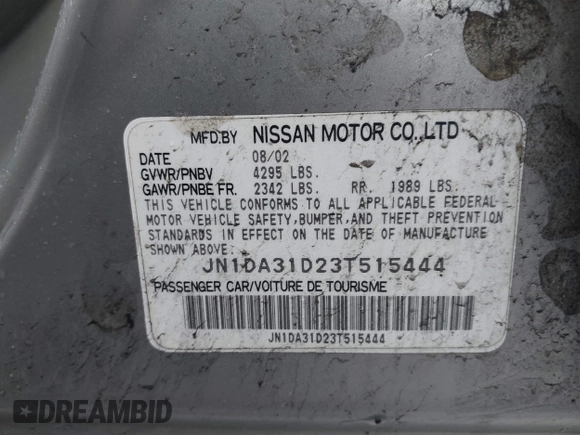 MFD.BY NISSAN MOTOR CO.,LTD
DATE 08/02
GVWR/PNBV 4295 LBS.
GAWR/PNBE FR. 2342 LBS. RR. 1989 LBS.
THIS VEHICLE CONFORMS TO ALL APPLICABLE FEDERAL
MOTOR VEHICLE SAFETY,BUMPER,AND THEFT PREVENTION
STANDARDS IN EFFECT ON THE DATE OF MANUFACTURE
SHOWN ABOVE.
JN1DA31D23T515444
PASSENGER CAR/VOITURE DE TOURISME
JN1DA31D23T515444
DREAMBID